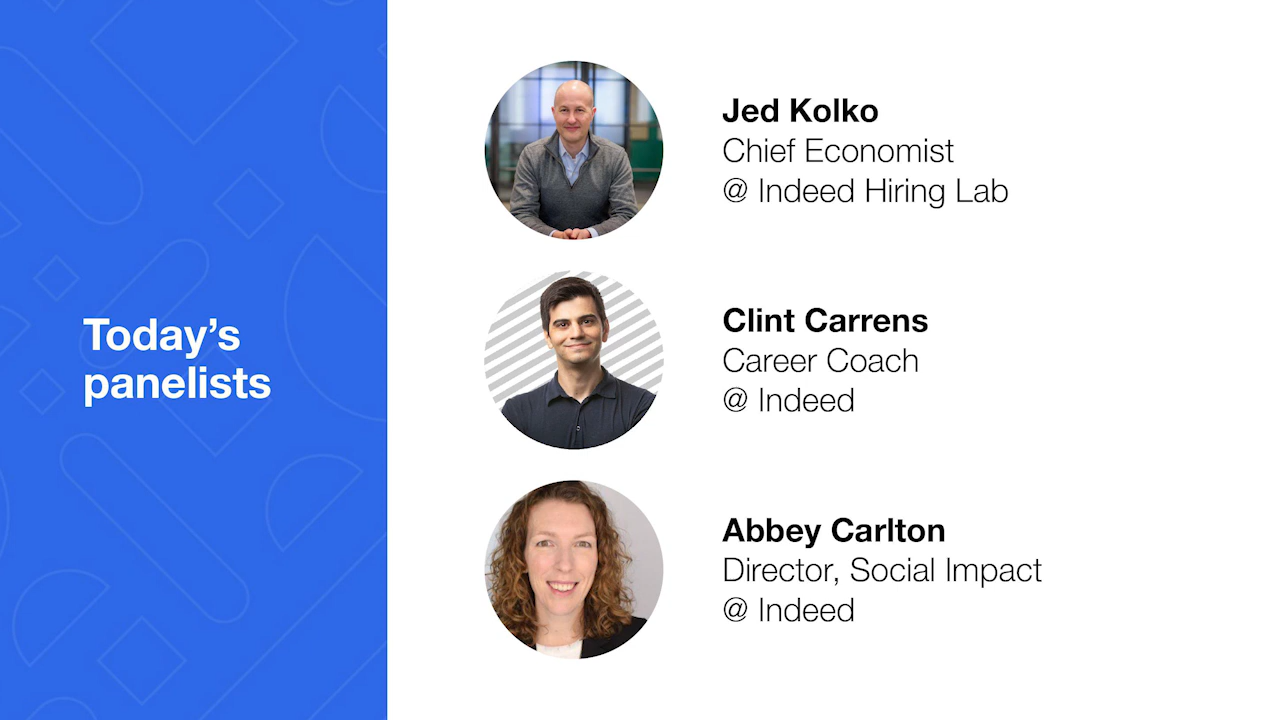 Today’s
panelists
Jed Kolko
Chief Economist
@ Indeed Hiring Lab
Clint Carrens
Career Coach
@ Indeed
Abbey Carlton
Director, Social Impact
@ Indeed